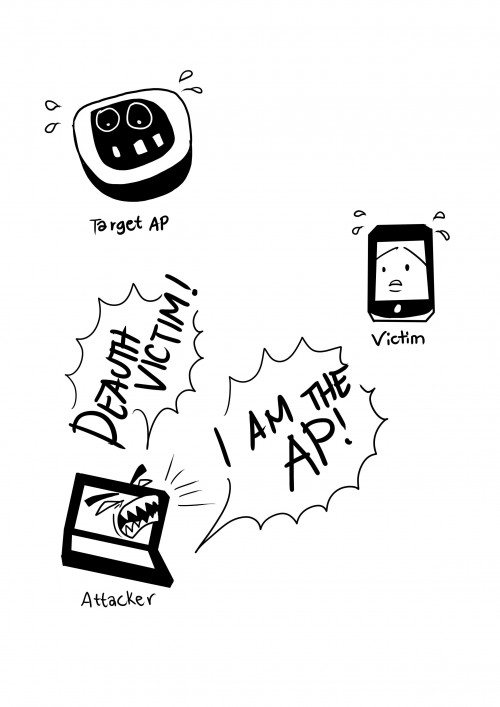 Target AP
Victim
DEAUTH
VICTIM!
I AM THE
AP!
Attacker